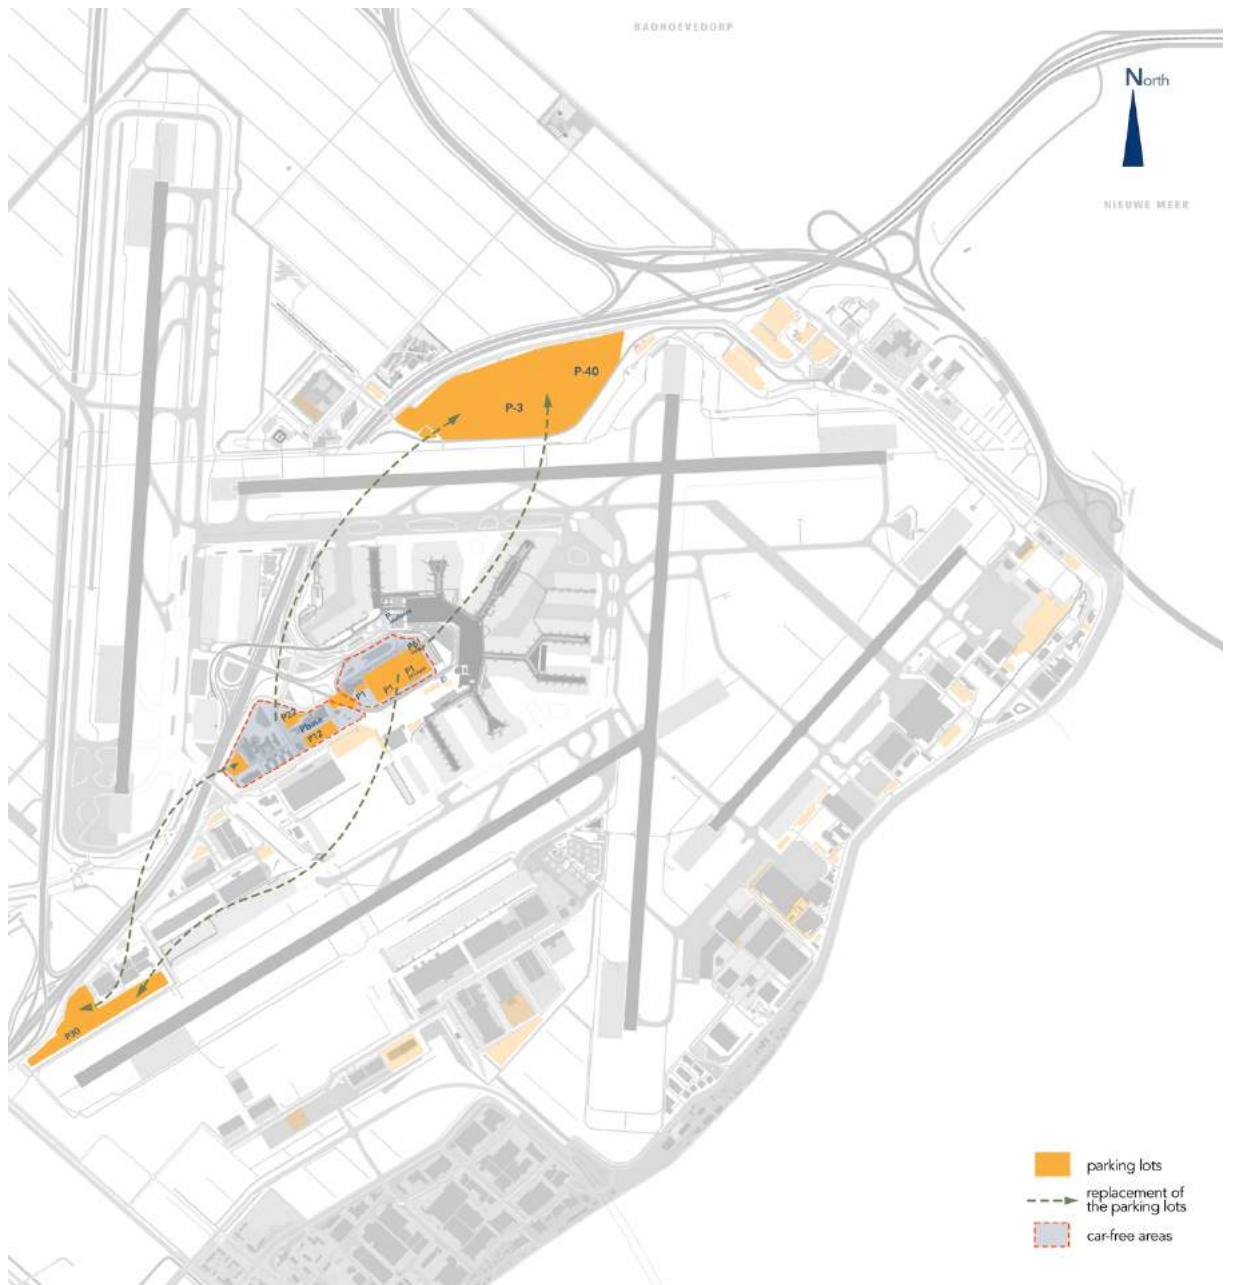 BADHOEVEDORP
North
NIEUWE MEER
P-40
P-3
P1
P1
P1
P22
P12
P30
parking lots
replacement of
the parking lots
car-free areas